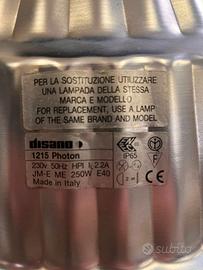 PER LA SOSTITUZIONE UTILIZZARE
UNA LAMPADA DELLA STESSA
MARCA E MODELLO
FOR REPLACEMENT, USE A LAMP
OF THE SAME BRAND AND MODEL
disano
1215 Photon
230v 50Hz HPI I. 2.2A
JM-E ME 250W E40
Made in Italy
IP65
F
subito